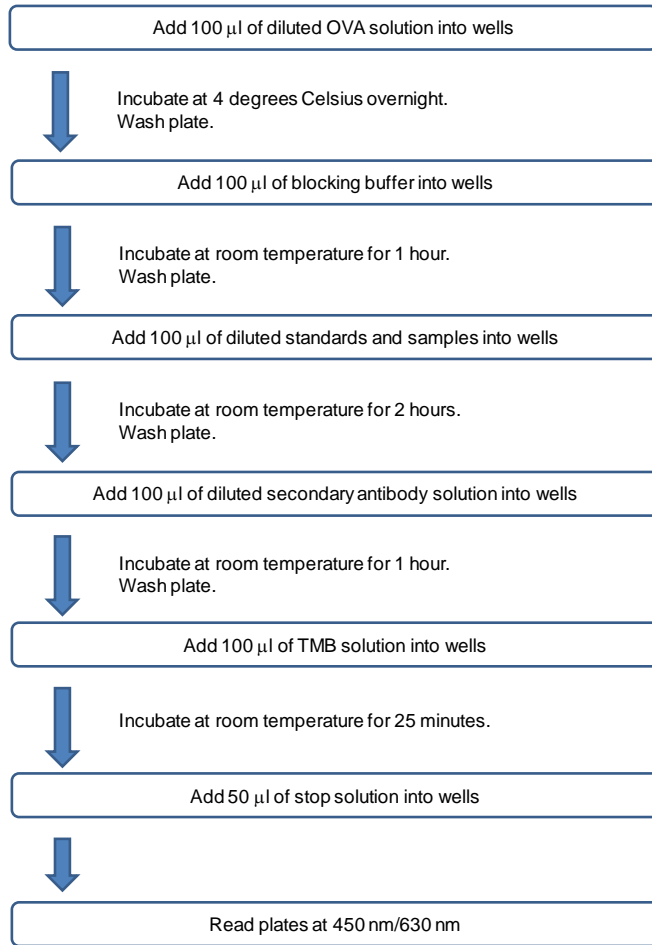 Add 100 μl of diluted OVA solution into wells
Incubate at 4 degrees Celsius overnight.
Wash plate.
Add 100 μl of blocking buffer into wells
Incubate at room temperature for 1 hour.
Wash plate.
Add 100 μl of diluted standards and samples into wells
Incubate at room temperature for 2 hours.
Wash plate.
Add 100 μl of diluted secondary antibody solution into wells
Incubate at room temperature for 1 hour.
Wash plate.
Add 100 μl of TMB solution into wells
Incubate at room temperature for 25 minutes.
Add 50 μl of stop solution into wells
Read plates at 450 nm/630 nm